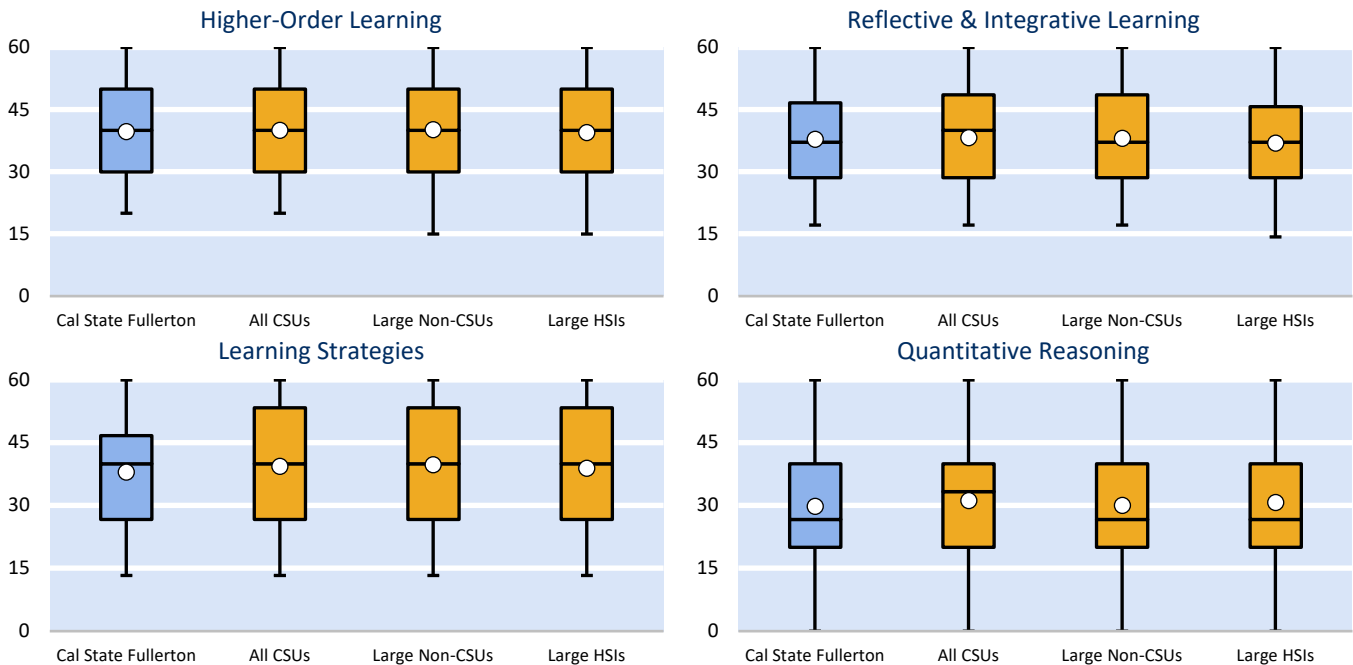 Higher-Order Learning
60
45
30
15
0
Cal State Fullerton All CSUs Large Non-CSUs Large HSIs
Reflective & Integrative Learning
60
45
30
15
0
Cal State Fullerton All CSUs Large Non-CSUs Large HSIs
Learning Strategies
60
45
30
15
0
Cal State Fullerton All CSUs Large Non-CSUs Large HSIs
Quantitative Reasoning
60
45
30
15
0
Cal State Fullerton All CSUs Large Non-CSUs Large HSIs